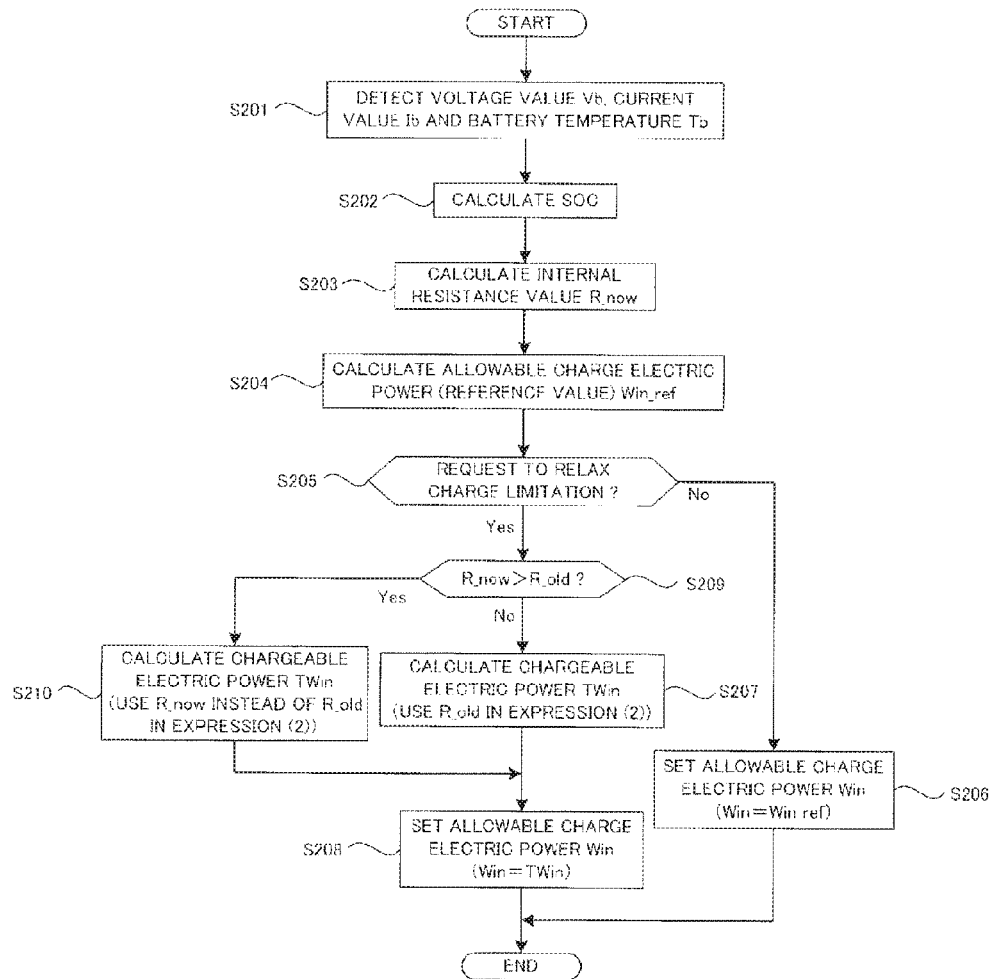 START
S201
DETECT VOLTAGE VALUE Vb, CURRENT
VALUE Ib AND BATTERY TEMPERATURE Tb
S202
CALCULATE SOC
S203
CALCULATE INTERNAL
RESISTANCE VALUE R_now
S204
CALCULATE ALLOWABLE CHARGE ELECTRIC
POWER (REFERENCE VALUE) Win_ref
S205
REQUEST TO RELAX
CHARGE LIMITATION ?
No
Yes
R_now>R_old ?
S209
Yes
No
S210
CALCULATE CHARGEABLE
ELECTRIC POWER TWin
(USE R_now INSTEAD OF R_old
IN EXPRESSION (2))
CALCULATE CHARGEABLE
ELECTRIC POWER TWin
(USE R_old IN EXPRESSION (2))
S207
SET ALLOWABLE CHARGE
ELECTRIC POWER Win
(Win=Win_ref)
S206
S208
SET ALLOWABLE CHARGE
ELECTRIC POWER Win
(Win=TWin)
END